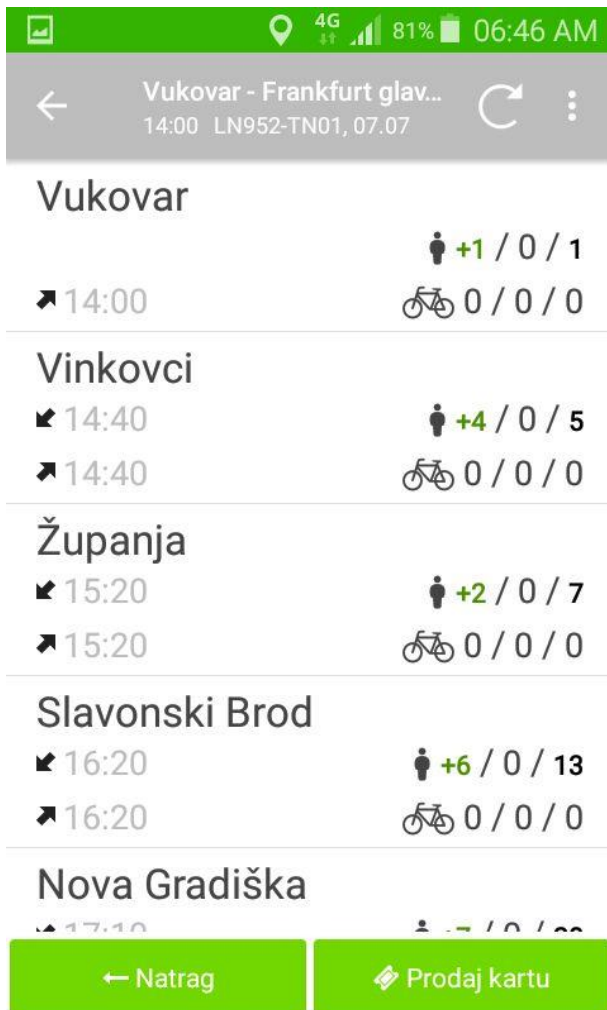 4G 81% 06:46 AM
Vukovar - Frankfurt glav...
14:00 LN952-TN01, 07.07
Vukovar
+1 / 0 / 1
14:00 0 / 0 / 0
Vinkovci
14:40 +4 / 0 / 5
14:40 0 / 0 / 0
Županja
15:20 +2 / 0 / 7
15:20 0 / 0 / 0
Slavonski Brod
16:20 +6 / 0 / 13
16:20 0 / 0 / 0
Nova Gradiška
Natrag Prodaj kartu